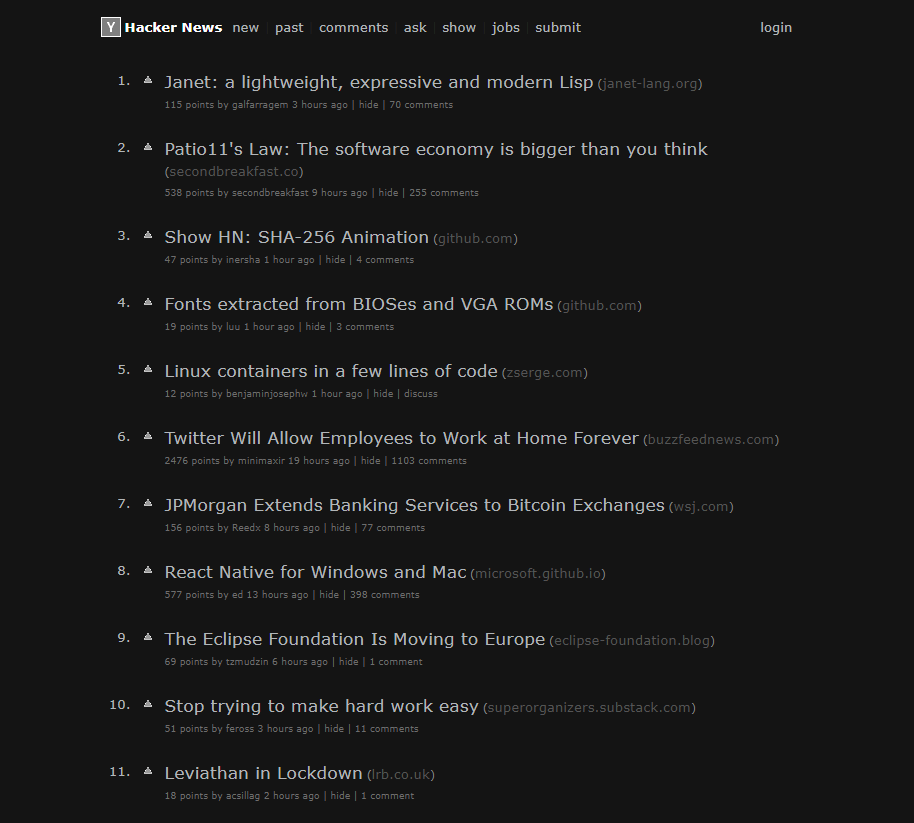 Y Hacker News new | past | comments | ask | show | jobs | submit login
1. Janet: a lightweight, expressive and modern Lisp (janet-lang.org)
115 points by galfarragem 3 hours ago | hide | 70 comments
2. Patio11's Law: The software economy is bigger than you think
(secondbreakfast.co)
538 points by secondbreakfast 9 hours ago | hide | 255 comments
3. Show HN: SHA-256 Animation (github.com)
47 points by inersha 1 hour ago | hide | 4 comments
4. Fonts extracted from BIOSes and VGA ROMs (github.com)
19 points by luu 1 hour ago | hide | 3 comments
5. Linux containers in a few lines of code (zserge.com)
12 points by benjaminjosephw 1 hour ago | hide | discuss
6. Twitter Will Allow Employees to Work at Home Forever (buzzfeednews.com)
2476 points by minimaxir 19 hours ago | hide | 1103 comments
7. JPMorgan Extends Banking Services to Bitcoin Exchanges (wsj.com)
156 points by Reedx 8 hours ago | hide | 77 comments
8. React Native for Windows and Mac (microsoft.github.io)
577 points by ed 13 hours ago | hide | 398 comments
9. The Eclipse Foundation Is Moving to Europe (eclipse-foundation.blog)
69 points by tzmudzin 6 hours ago | hide | 1 comment
10. Stop trying to make hard work easy (superorganizers.substack.com)
51 points by feross 3 hours ago | hide | 11 comments
11. Leviathan in Lockdown (lrb.co.uk)
18 points by acsillag 2 hours ago | hide | 1 comment